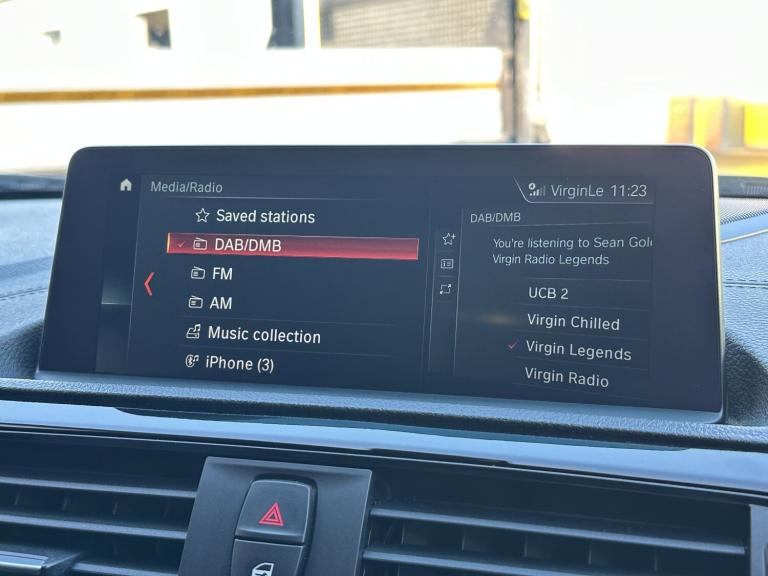 Media/Radio
VirginLe 11:23
Saved stations
DAB/DMB
FM
AM
Music collection
iPhone (3)
DAB/DMB
You're listening to Sean Gol
Virgin Radio Legends
UCB 2
Virgin Chilled
Virgin Legends
Virgin Radio